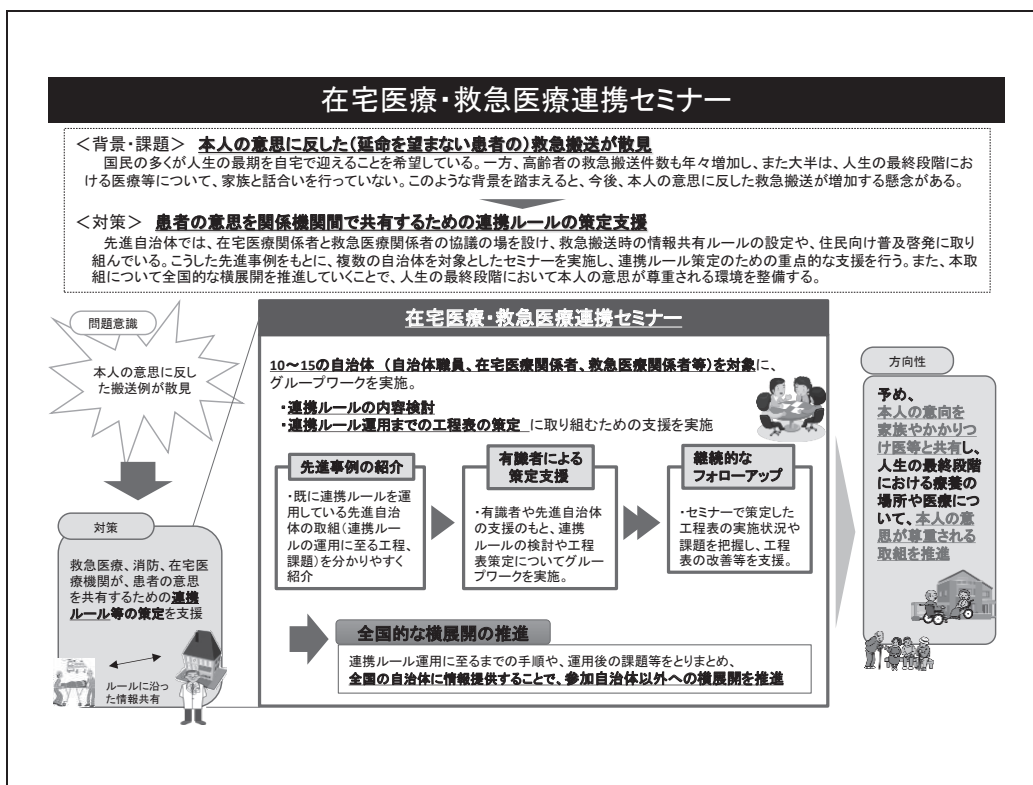 在宅医療・救急医療連携セミナー
＜背景・課題＞ 本人の意思に反した（延命を望まない患者の）救急搬送が散見
国民の多くが人生の最期を自宅で迎えることを希望している。一方、高齢者の救急搬送件数も年々増加し、また大半は、人生の最終段階にお
ける医療等について、家族と話合いを行っていない。このような背景を踏まえると、今後、本人の意思に反した救急搬送が増加する懸念がある。
＜対策＞ 患者の意思を関係機関間で共有するための連携ルールの策定支援
先進自治体では、在宅医療関係者と救急医療関係者の協議の場を設け、救急搬送時の情報共有ルールの設定や、住民向け普及啓発に取り
組んでいる。こうした先進事例をもとに、複数の自治体を対象としたセミナーを実施し、連携ルール策定のための重点的な支援を行う。また、本取
組について全国的な横展開を推進していくことで、人生の最終段階において本人の意思が尊重される環境を整備する。
問題意識
本人の意思に反し
た搬送例が散見
対策
救急医療、消防、在宅医
療機関が、患者の意思
を共有するための連携
ルール等の策定を支援
ルールに沿っ
た情報共有
在宅医療・救急医療連携セミナー
10～15の自治体 （自治体職員、在宅医療関係者、救急医療関係者等）を対象に、
グループワークを実施。
・連携ルールの内容検討
・連携ルール運用までの工程表の策定 に取り組むための支援を実施
先進事例の紹介
・既に連携ルールを運
用している先進自治
体の取組（連携ルー
ルの運用に至る工程、
課題）を分かりやすく
紹介
有識者による
策定支援
・有識者や先進自治体
の支援のもと、連携
ルールの検討や工程
表策定についてグルー
プワークを実施。
継続的な
フォローアップ
・セミナーで策定した
工程表の実施状況や
課題を把握し、工程
表の改善等を支援。
全国的な横展開の推進
連携ルール運用に至るまでの手順や、運用後の課題等をとりまとめ、
全国の自治体に情報提供することで、参加自治体以外への横展開を推進
方向性
予め、
本人の意向を
家族やかかりつ
け医等と共有し、
人生の最終段階
における療養の
場所や医療につ
いて、本人の意
思が尊重される
取組を推進